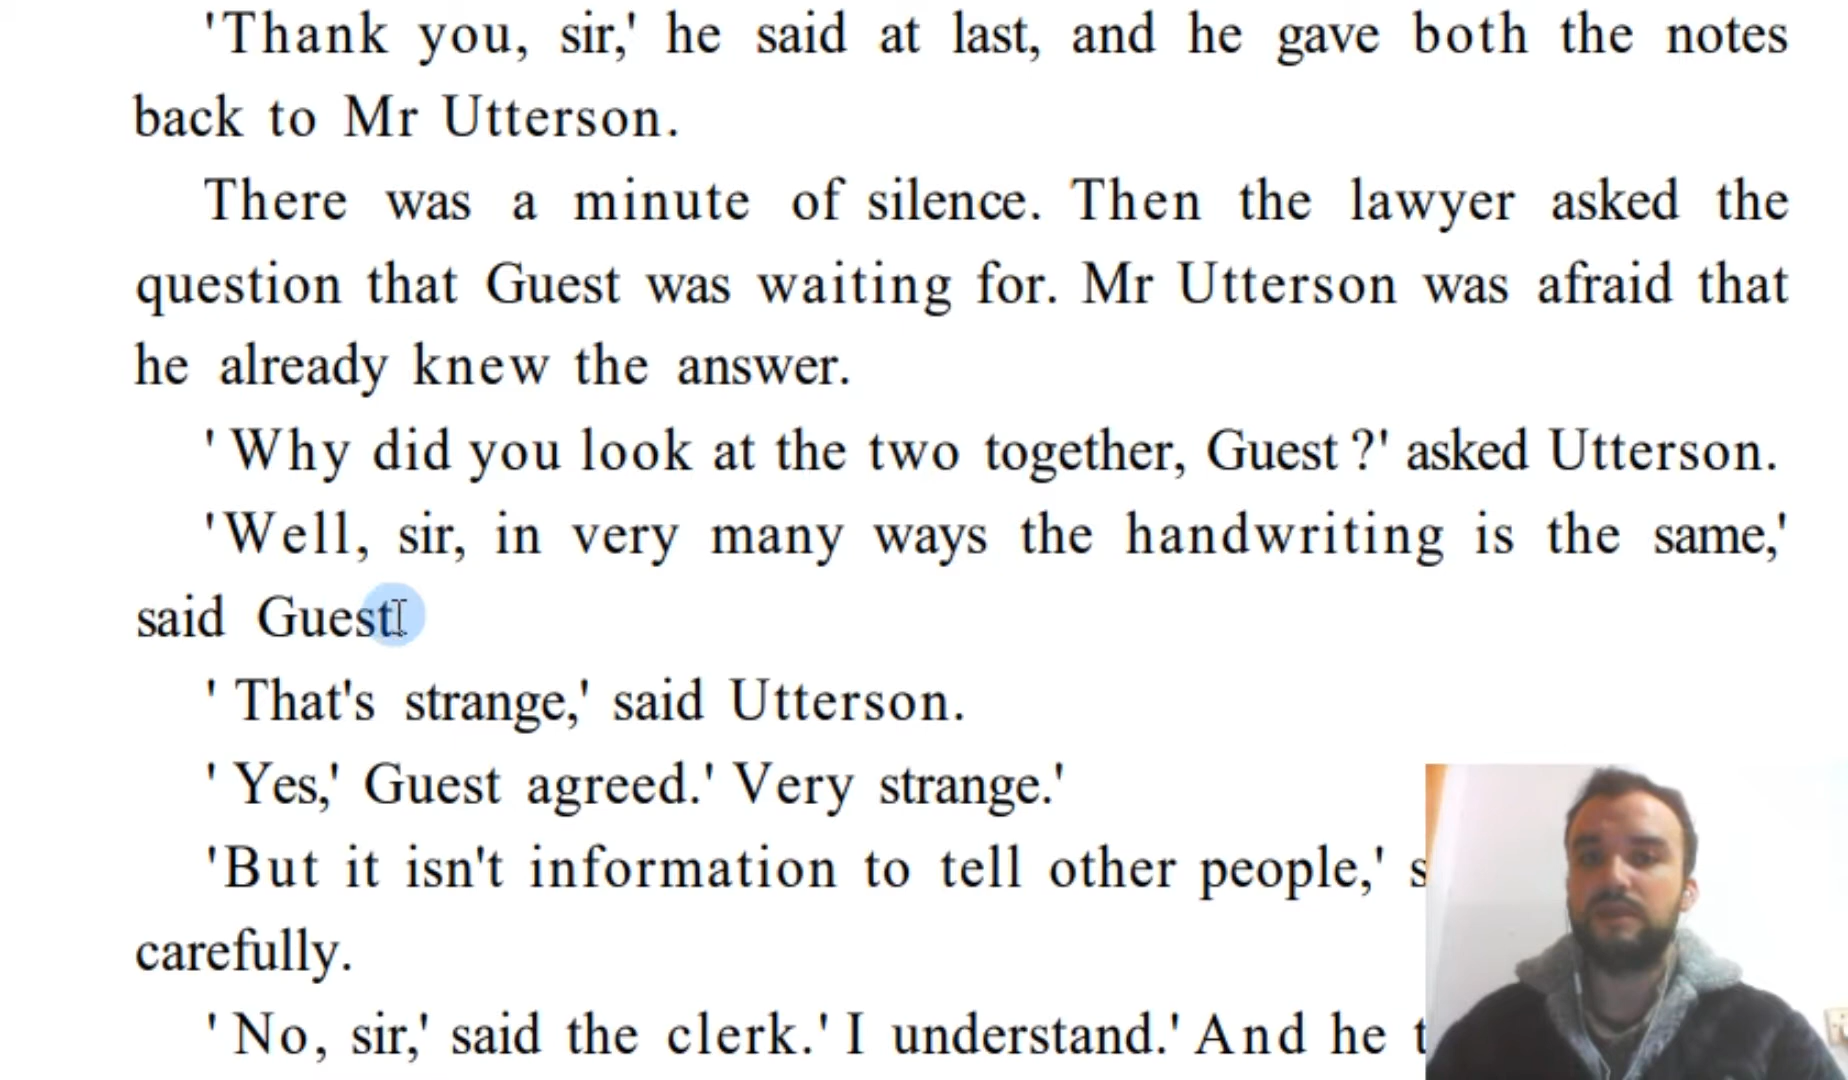 'Thank you, sir,' he said at last, and he gave both the notes
back to Mr Utterson.
There was a minute of silence. Then the lawyer asked the
question that Guest was waiting for. Mr Utterson was afraid that
he already knew the answer.
' Why did you look at the two together, Guest ?' asked Utterson.
'Well, sir, in very many ways the handwriting is the same,'
said Guest
' That's strange,' said Utterson.
' Yes,' Guest agreed.' Very strange.'
'But it isn't information to tell other people,'
carefully.
' No, sir,' said the clerk.' I understand.' And he